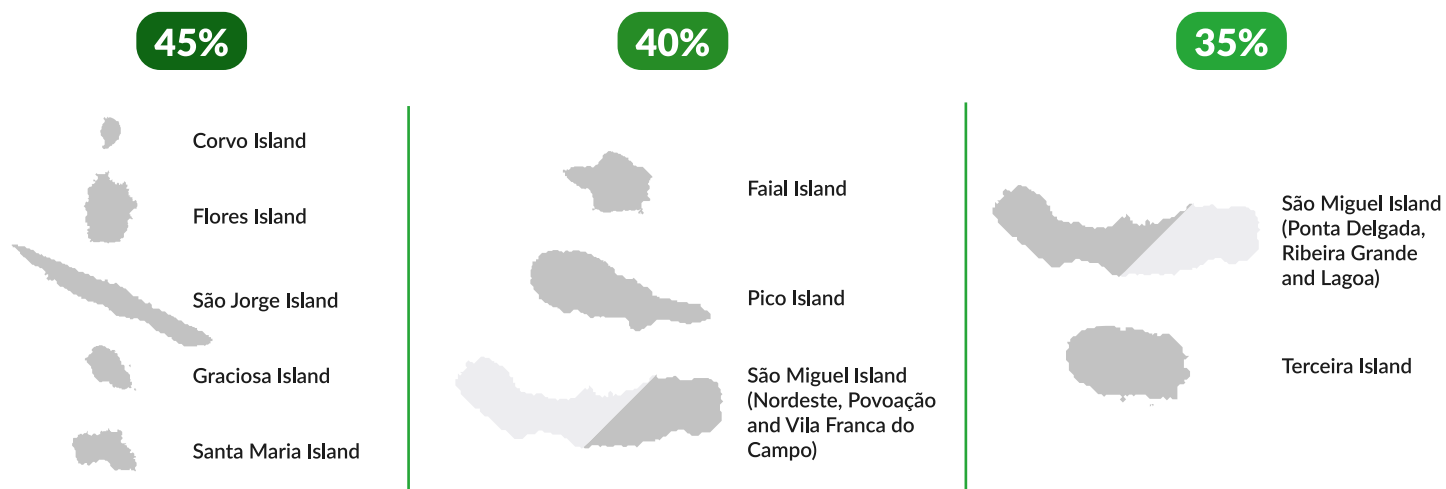 45%
Corvo Island
Flores Island
São Jorge Island
Graciosa Island
Santa Maria Island
40%
Faial Island
Pico Island
São Miguel Island
(Nordeste, Povoação
and Vila Franca do
Campo)
35%
São Miguel Island
(Ponta Delgada,
Ribeira Grande
and Lagoa)
Terceira Island